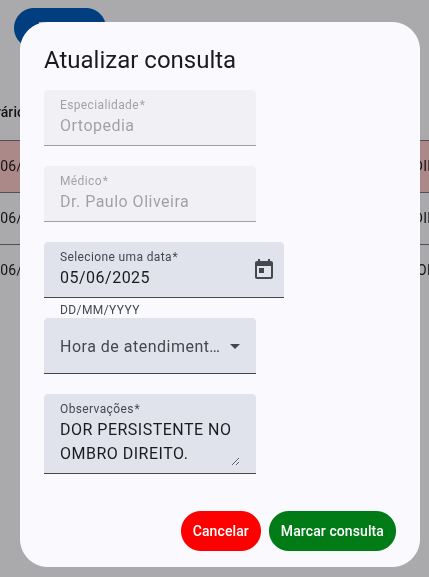 Atualizar consulta
Especialidade*
Ortopedia
Médico*
Dr. Paulo Oliveira
Selecione uma data*
05/06/2025
DD/MM/YYYY
Hora de atendiment...
Observações*
DOR PERSISTENTE NO
OMBRO DIREITO.
Cancelar
Marcar consulta